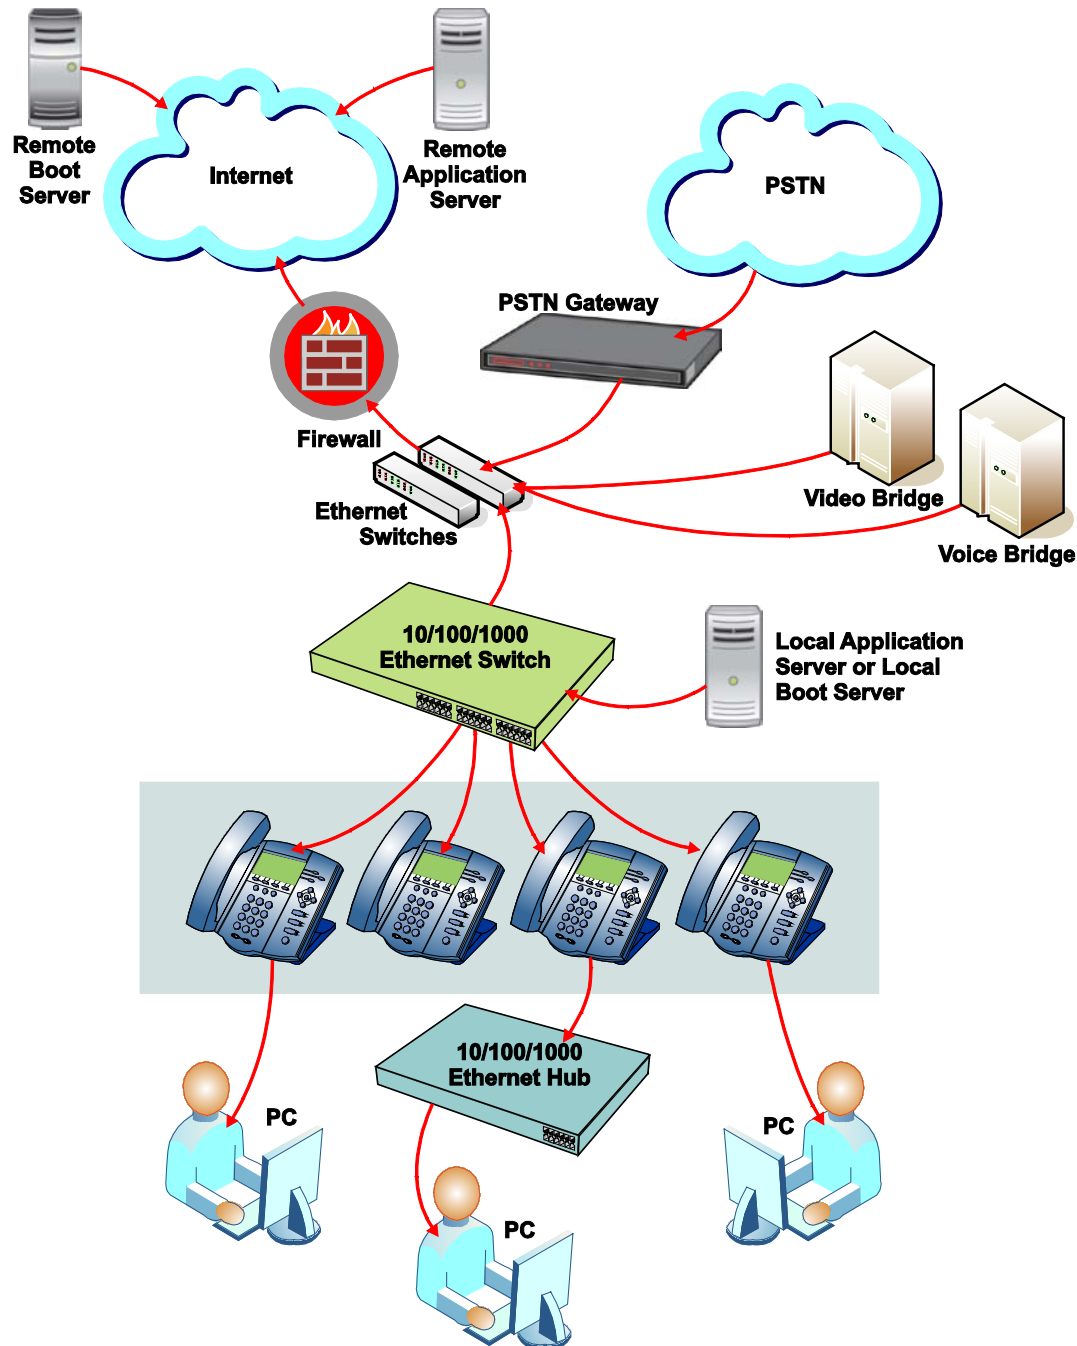 Remote
Boot
Server
Internet
Remote
Application
Server
PSTN
PSTN Gateway
Firewall
Ethernet
Switches
Video Bridge
Voice Bridge
10/100/1000
Ethernet Switch
Local Application
Server or Local
Boot Server
10/100/1000
Ethernet Hub
PC
PC
PC